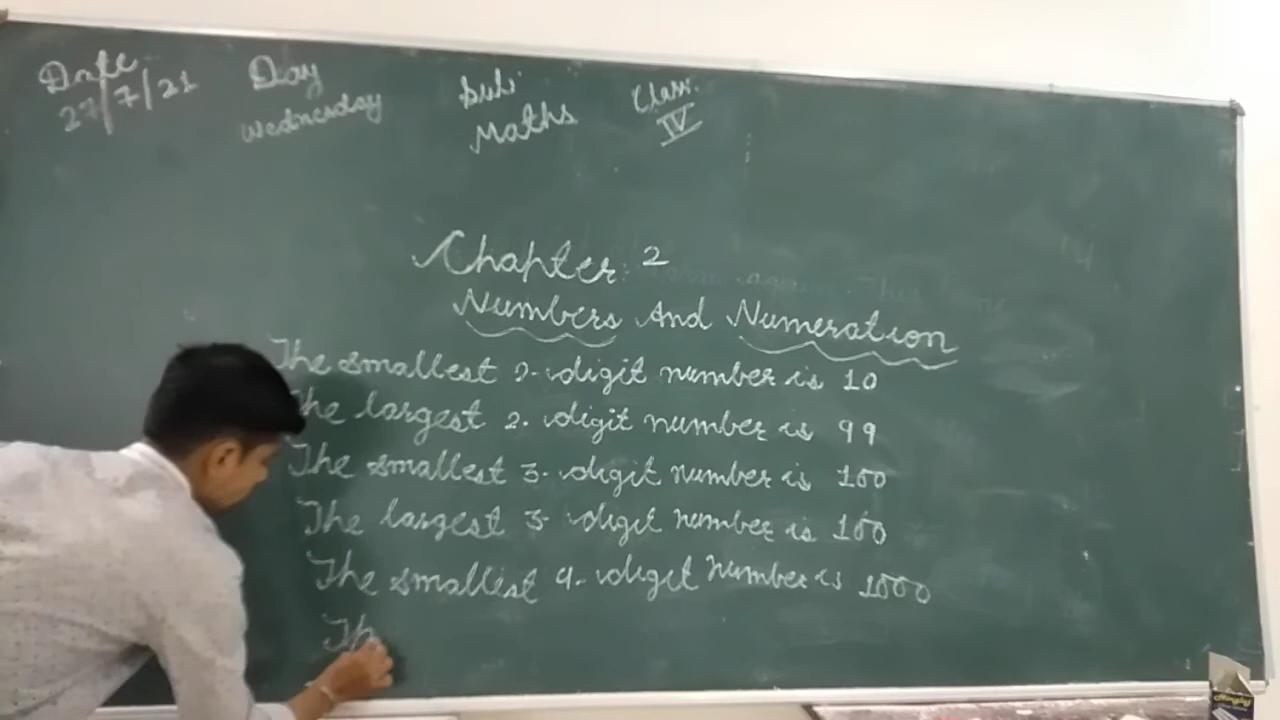 Date Day Sub: Class.
27/7/21 Wednesday Maths IV
Chapter 2
Numbers And Numeration
The smallest 2-digit number is 10
The largest 2-digit number is 99
The smallest 3-digit number is 100
The largest 3-digit number is 100
The smallest 4-digit number is 1000
Th